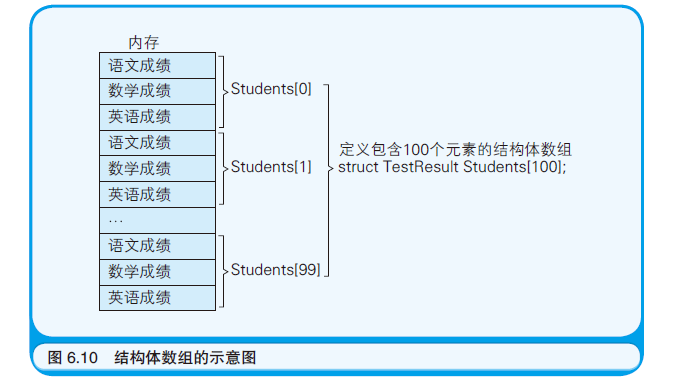 内存
语文成绩
数学成绩
英语成绩
Students[0]
语文成绩
数学成绩
英语成绩
Students[1]
…
语文成绩
数学成绩
英语成绩
Students[99]
定义包含100个元素的结构体数组
struct TestResult Students[100];
图 6.10 结构体数组的示意图